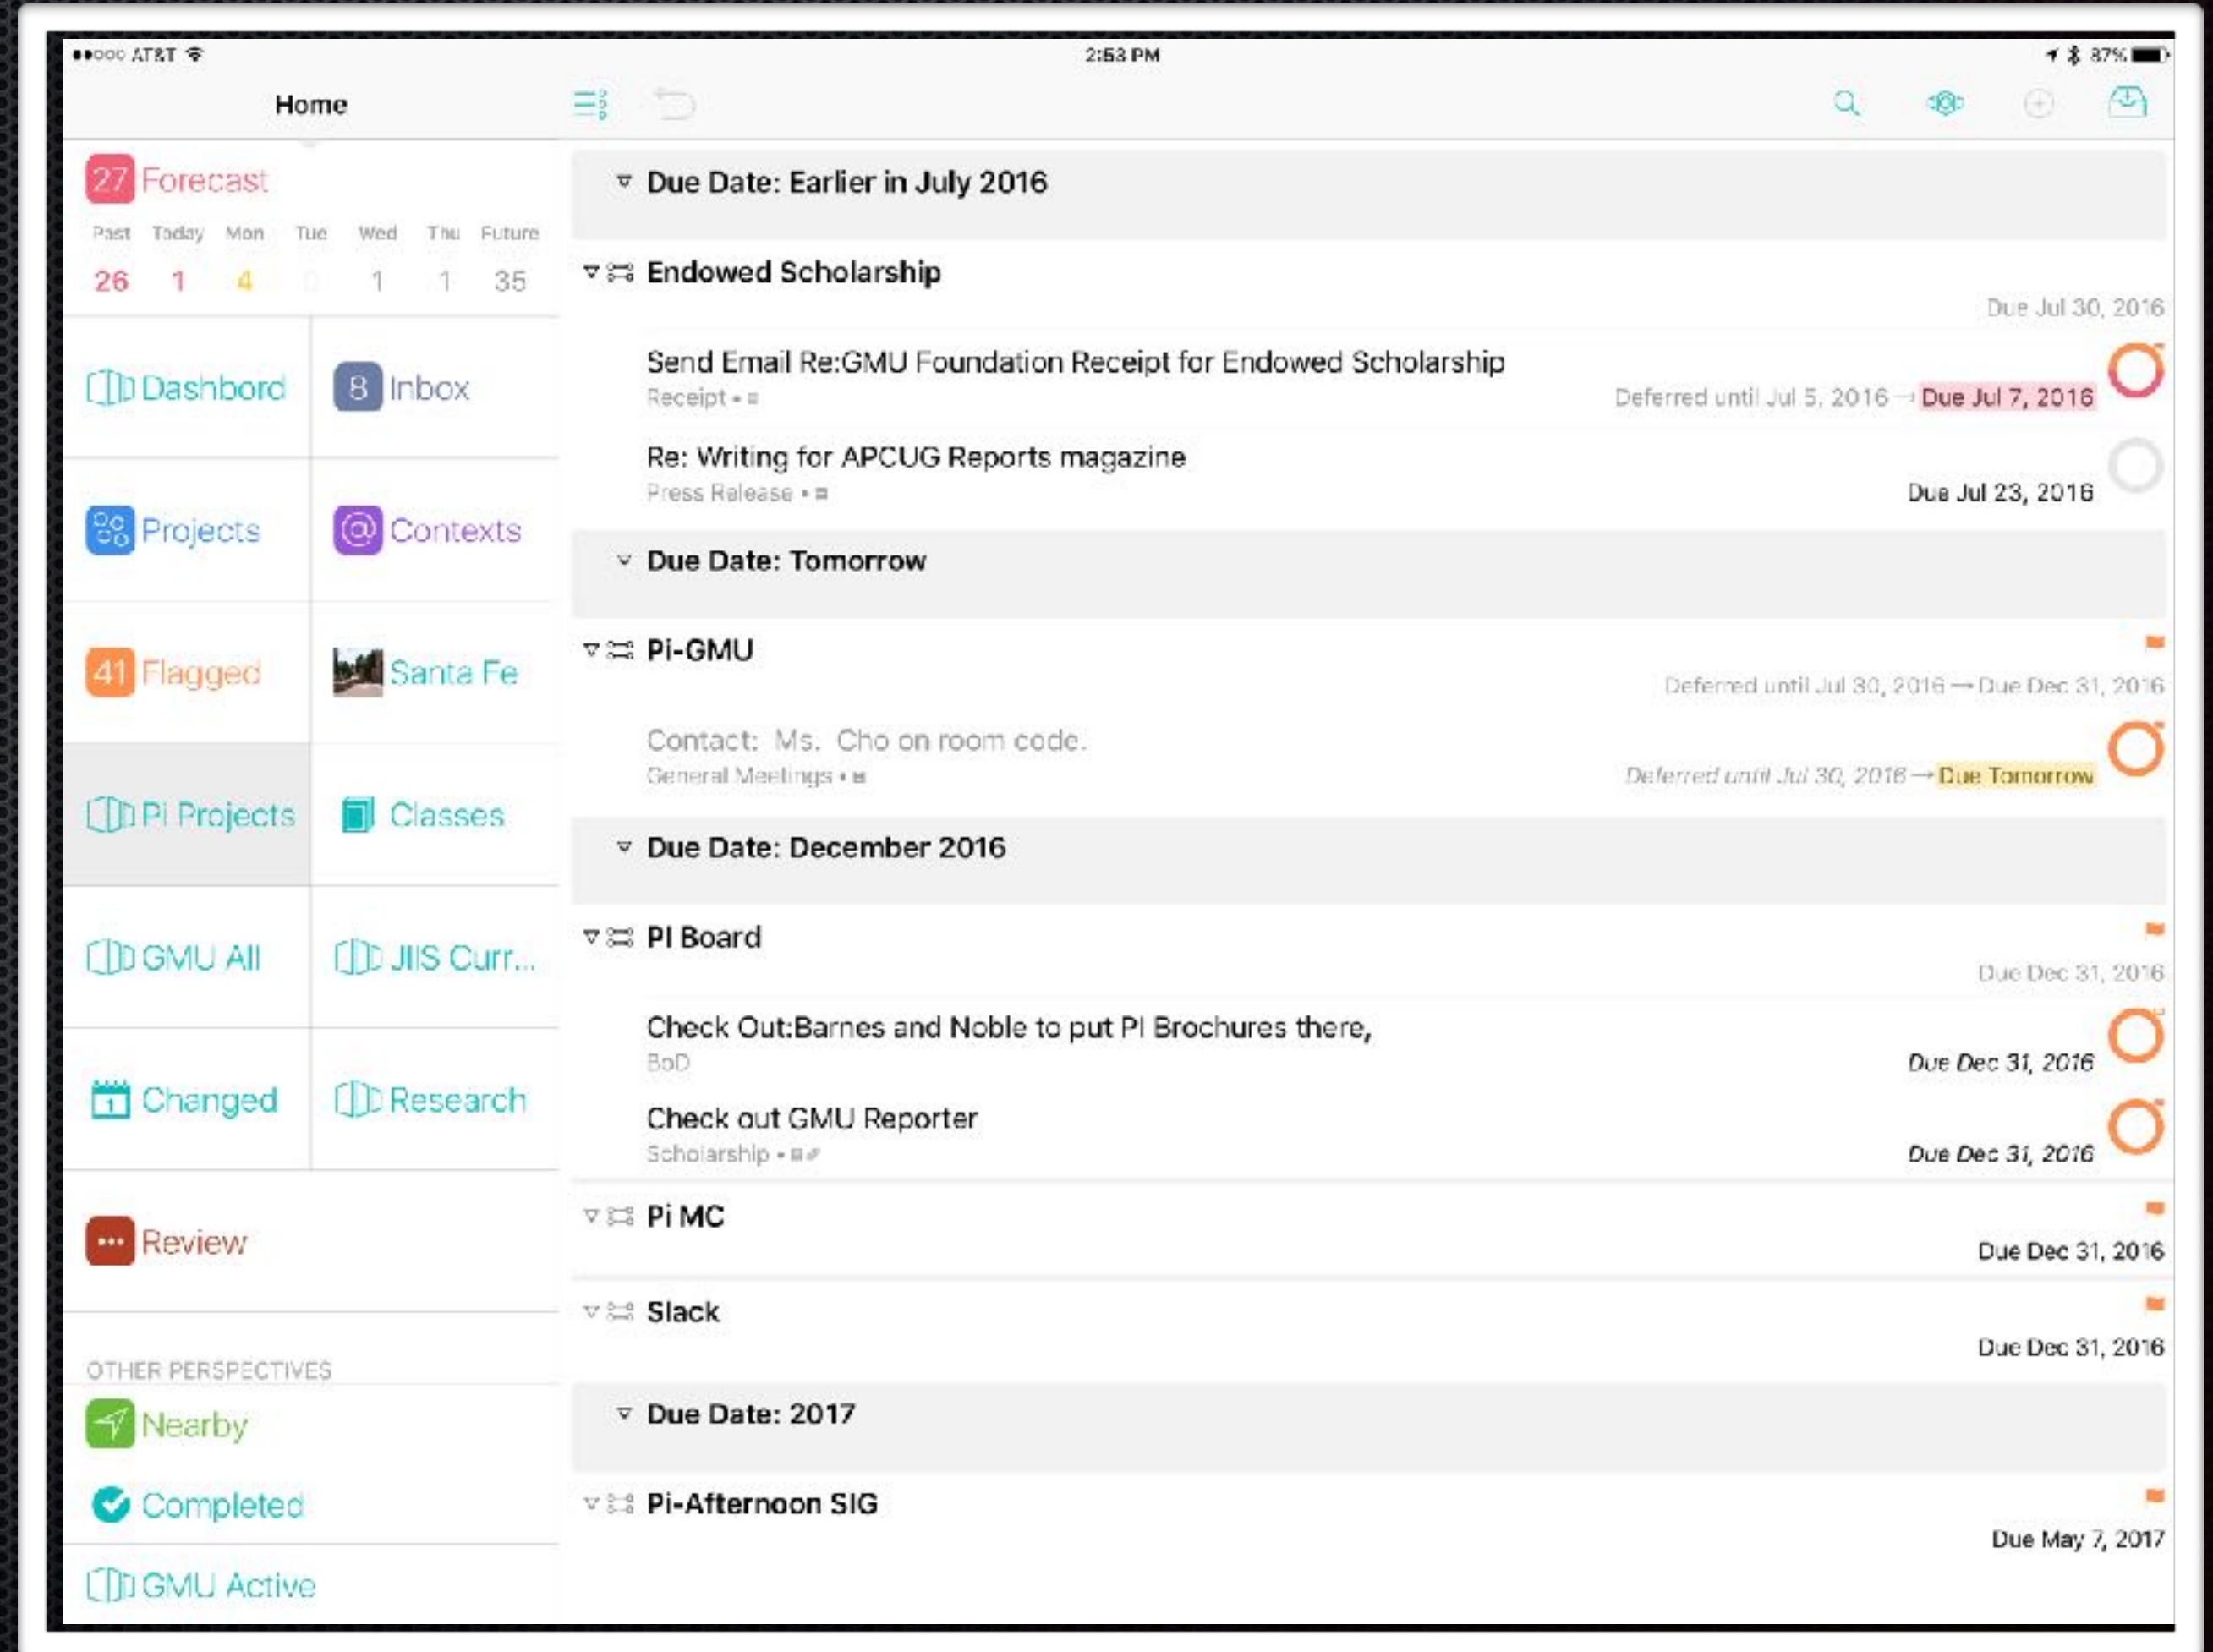 AT&T 2:53 PM 87%
Home
27 Forecast
Past Today Mon Tue Wed Thu Future
26 1 4 0 1 1 35
Dashbord
8 Inbox
Projects
@ Contexts
41 Flagged
Santa Fe
Pi Projects
Classes
GMU All
JIIS Curr...
1 Changed
Research
Review
OTHER PERSPECTIVES
Nearby
Completed
GMU Active
Due Date: Earlier in July 2016
Endowed Scholarship
Due Jul 30, 2016
Send Email Re:GMU Foundation Receipt for Endowed Scholarship
Receipt • Deferred until Jul 5, 2016 → Due Jul 7, 2016
Re: Writing for APCUG Reports magazine
Press Release • Due Jul 23, 2016
Due Date: Tomorrow
Pi-GMU
Deferred until Jul 30, 2016 → Due Dec 31, 2016
Contact: Ms. Cho on room code.
General Meetings • Deferred until Jul 30, 2016 → Due Tomorrow
Due Date: December 2016
PI Board
Due Dec 31, 2016
Check Out:Barnes and Noble to put PI Brochures there,
BoD Due Dec 31, 2016
Check out GMU Reporter
Scholarship • Due Dec 31, 2016
Pi MC
Due Dec 31, 2016
Slack
Due Dec 31, 2016
Due Date: 2017
Pi-Afternoon SIG
Due May 7, 2017